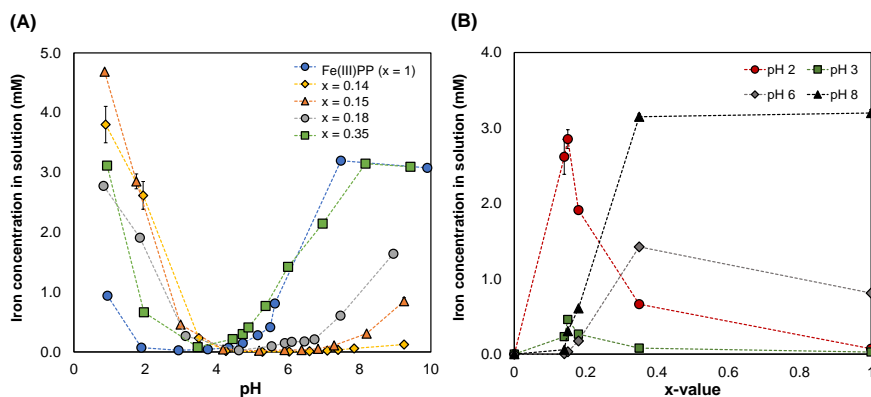 (A)
Iron concentration in solution (mM)
5.0
4.0
3.0
2.0
1.0
0.0
0
2
4
6
8
10
pH
Fe(III)PP (x = 1)
x = 0.14
x = 0.15
x = 0.18
x = 0.35
(B)
Iron concentration in solution (mM)
4.0
3.0
2.0
1.0
0.0
0
0.2
0.4
0.6
0.8
1
x-value
pH 2
pH 3
pH 6
pH 8